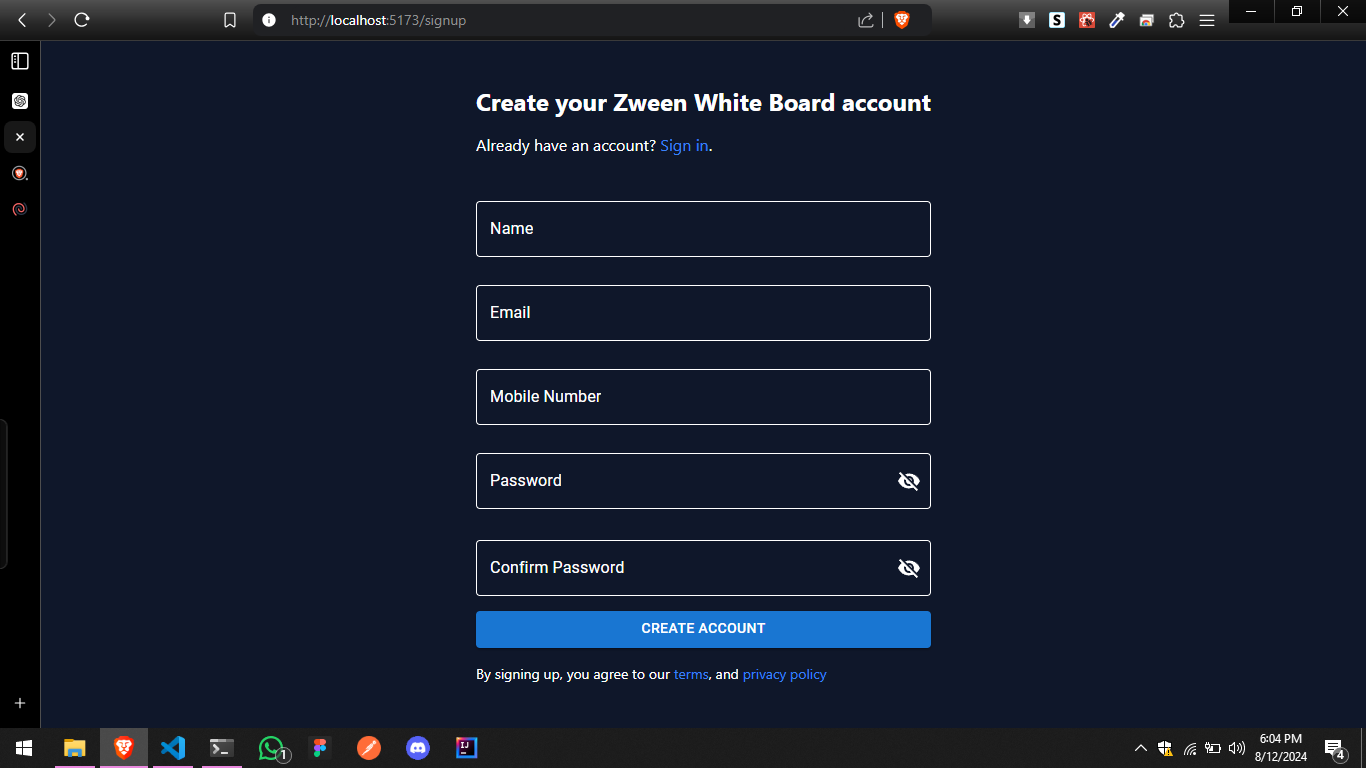 http://localhost:5173/signup
S
Create your Zween White Board account
Already have an account? Sign in.
Name
Email
Mobile Number
Password
Confirm Password
CREATE ACCOUNT
By signing up, you agree to our terms, and privacy policy
1
IJ
6:04 PM
8/12/2024
4